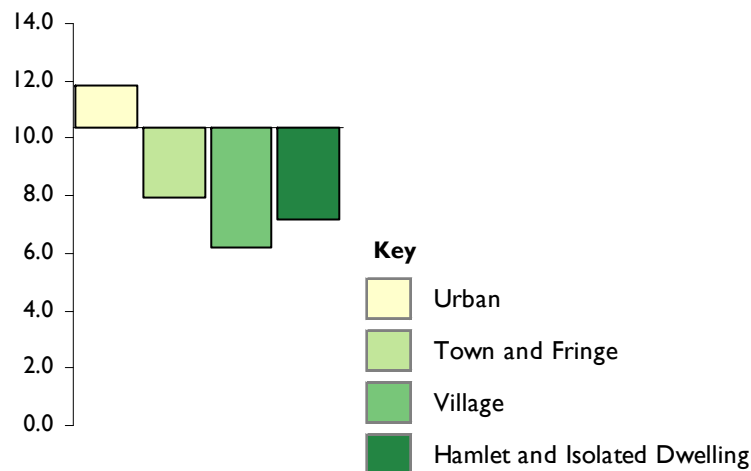 14.0
12.0
10.0
8.0
6.0
4.0
2.0
0.0
Key
Urban
Town and Fringe
Village
Hamlet and Isolated Dwelling